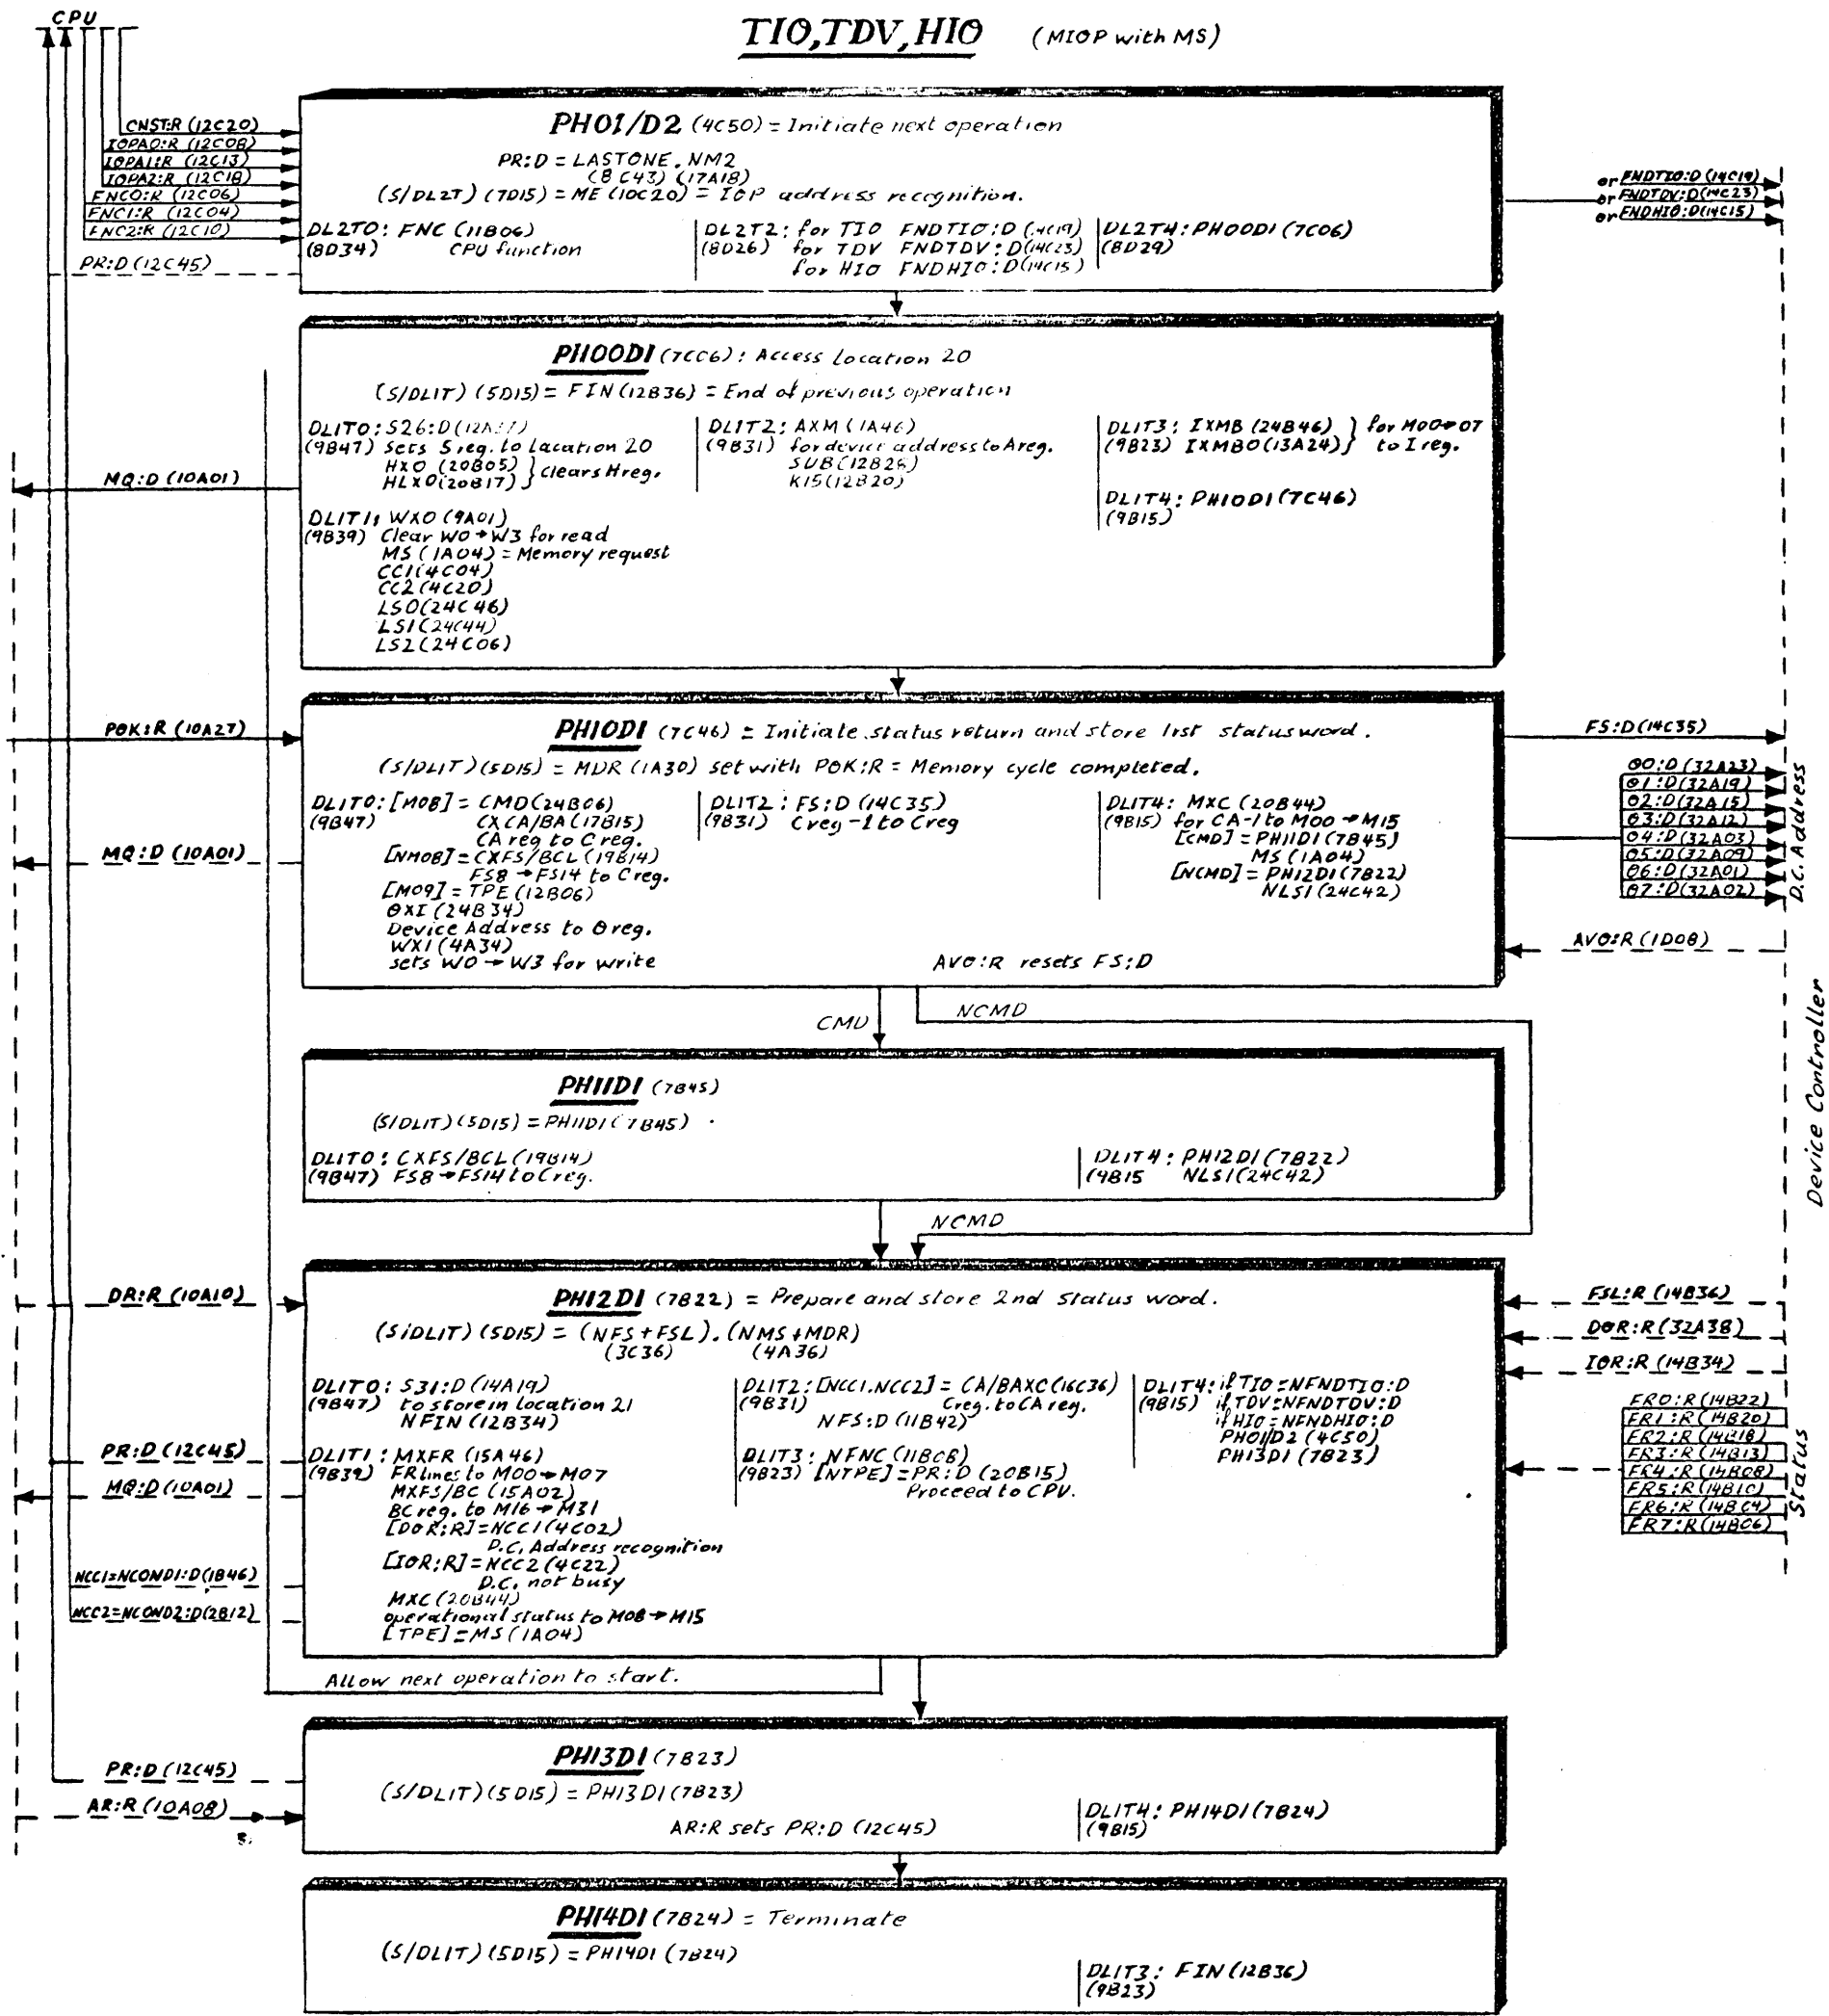 CPU
TIO, TDV, HIO (MIOP with MS)
CNST:R (12C20)
IOPA0:R (12C08)
IOPA1:R (12C13)
IOPA2:R (12C18)
FNC0:R (12C06)
FNC1:R (12C04)
FNC2:R (12C10)
PR:D (12C45)
PH01/D2 (4C50) = Initiate next operation
PR:D = LASTONE.NM2
(8C43) (17A18)
(S/DL2T) (7D15) = ME (10C20) = IOP address recognition.
DL2T0: FNC (11B06)
(8D34) CPU function
DL2T2: for TIO FNDTIO:D (14C19)
(8D26) for TDV FNDTDV:D (14C23)
for HIO FNDHIO:D (14C15)
DL2T4: PH00D1 (7C06)
(8D29)
or FNDTIO:D (14C19)
or FNDTDV:D (14C23)
or FNDHIO:D (14C15)
PH00D1 (7C06): Access Location 20
(S/DL1T) (5D15) = FIN (12B36) = End of previous operation
DL1T0: S26:D
(9B47) Sets S reg. to Location 20
HX0 (20B05) } clears H reg.
HLX0 (20B17)
DL1T1: WX0 (9A01)
(9B39) Clear W0→W3 for read
MS (1A04) = Memory request
CC1 (4C04)
CC2 (4C20)
LS0 (24C46)
LS1 (24C44)
LS2 (24C06)
DL1T2: AXM (1A46)
(9B31) for device address to A reg.
SUB (12B28)
K15 (12B20)
DL1T3: IXMB (24B46) } for M00→07
(9B23) IXMB0 (13A24) } to I reg.
DL1T4: PH10D1 (7C46)
(9B15)
MQ:D (10A01)
POK:R (10A27)
PH10D1 (7C46) = Initiate status return and store 1rst status word.
(S/DL1T) (5D15) = MDR (1A30) set with POK:R = Memory cycle completed.
DL1T0: [M08] = CMD (24B06)
(9B47) CXCA/BA (17B15)
CA reg to C reg.
[NM08] = CXFS/BCL (19B14)
FS8→FS14 to C reg.
[M09] = TPE (12B06)
OXI (24B34)
Device Address to O reg.
WX1 (4A34)
sets W0→W3 for write
DL1T2: FS:D (14C35)
(9B31) C reg -1 to C reg
DL1T4: MXC (20B44)
(9B15) for CA-1 to M00→M15
[CMD] = PH11D1 (7B45)
MS (1A04)
[NCMD] = PH12D1 (7B22)
NLS1 (24C42)
AVO:R resets FS:D
MQ:D (10A01)
FS:D (14C35)
O0:D (32A23)
O1:D (32A19)
O2:D (32A15)
O3:D (32A12)
O4:D (32A03)
O5:D (32A09)
O6:D (32A01)
O7:D (32A02)
D.C. Address
AVO:R (1D08)
Device Controller
CMD
NCMD
PH11D1 (7B45)
(S/DL1T) (5D15) = PH11D1 (7B45)
DL1T0: CXFS/BCL (19B14)
(9B47) FS8→FS14 to C reg.
DL1T4: PH12D1 (7B22)
(9B15 NLS1 (24C42)
NCMD
DR:R (10A10)
PH12D1 (7B22) = Prepare and store 2nd Status word.
(S/DL1T) (5D15) = (NFS + FSL).(NMS + MDR)
(3C36) (4A36)
DL1T0: S31:D (14A19)
(9B47) to store in location 21
NFIN (12B34)
DL1T1: MXFR (15A46)
(9B39) FR lines to M00→M07
MXFS/BC (15A02)
BC reg. to M16→M31
[DOR:R] = NCC1 (4C02)
D.C. Address recognition
[IOR:R] = NCC2 (4C22)
D.C. not busy
MXC (20B44)
operational status to M08→M15
[TPE] = MS (1A04)
DL1T2: [NCC1.NCC2] = CA/BAXC (16C36)
(9B31) C reg. to CA reg.
NFS:D (11B42)
DL1T3: NFNC (11B08)
(9B23) [NTPE] = PR:D (20B15)
Proceed to CPU.
DL1T4: if TIO = NFNDTIO:D
(9B15) if TDV = NFNDTDV:D
if HIO = NFNDHIO:D
PH01/D2 (4C50)
PH13D1 (7B23)
PR:D (12C45)
MQ:D (10A01)
NCC1=NCOND1:D (1B46)
NCC2=NCOND2:D (2B12)
FSL:R (14B36)
DOR:R (32A38)
IOR:R (14B34)
FR0:R (14B22)
FR1:R (14B20)
FR2:R (14B18)
FR3:R (14B13)
FR4:R (14B08)
FR5:R (14B10)
FR6:R (14B04)
FR7:R (14B06)
Status
Allow next operation to start.
PH13D1 (7B23)
(S/DL1T) (5D15) = PH13D1 (7B23)
AR:R sets PR:D (12C45)
DL1T4: PH14D1 (7B24)
(9B15)
PR:D (12C45)
AR:R (10A08)
PH14D1 (7B24) = Terminate
(S/DL1T) (5D15) = PH14D1 (7B24)
DL1T3: FIN (12B36)
(9B23)